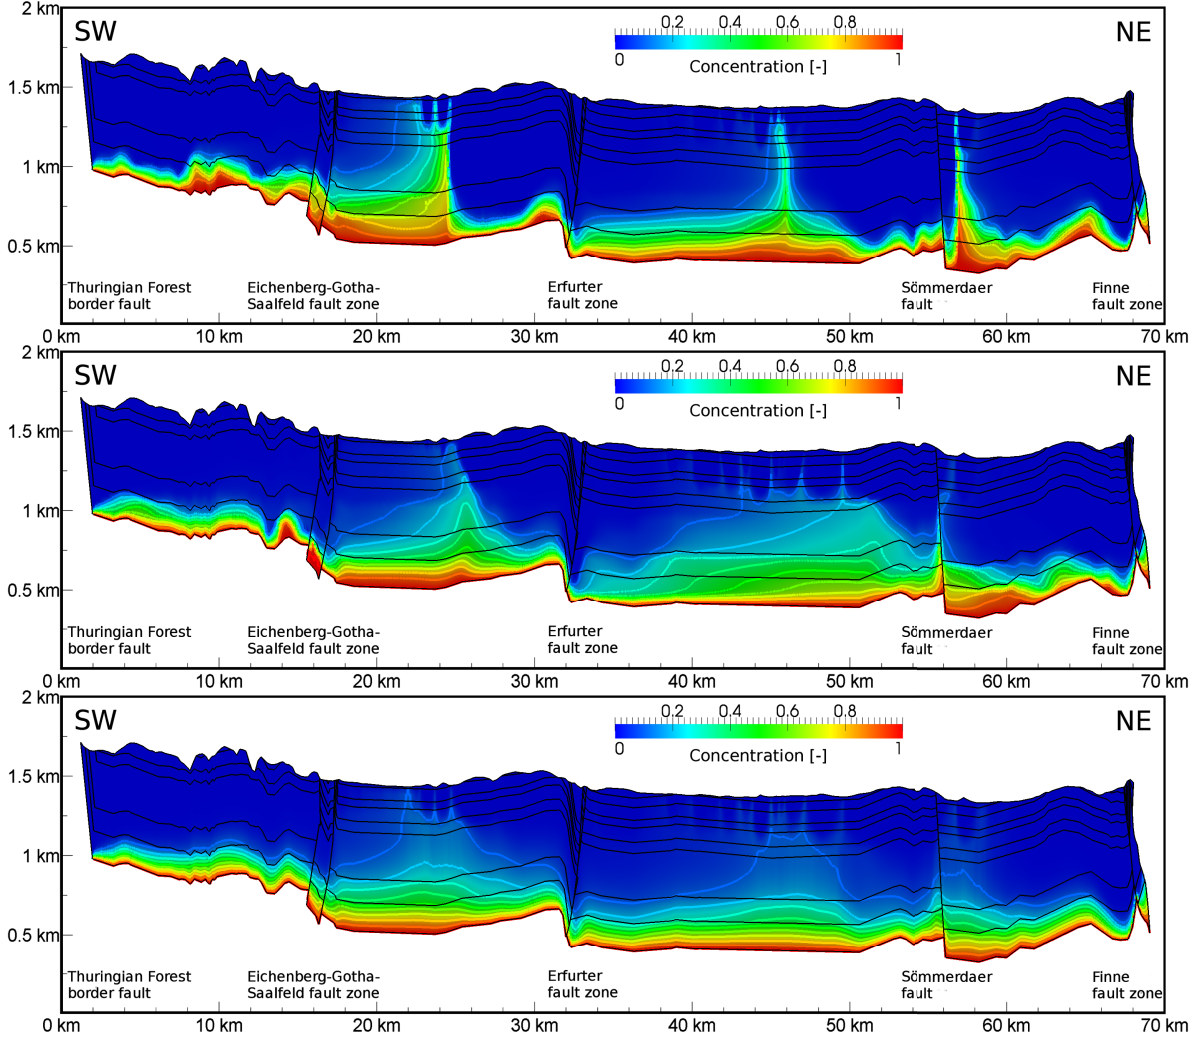 2 km
SW
NE
0.2 0.4 0.6 0.8
0 1
Concentration [-]
1.5 km
1 km
0.5 km
Thuringian Forest
border fault
Eichenberg-Gotha-
Saalfeld fault zone
Erfurter
fault zone
Sömmerdaer
fault
Finne
fault zone
0 km 10 km 20 km 30 km 40 km 50 km 60 km 70 km
2 km
SW
NE
0.2 0.4 0.6 0.8
0 1
Concentration [-]
1.5 km
1 km
0.5 km
Thuringian Forest
border fault
Eichenberg-Gotha-
Saalfeld fault zone
Erfurter
fault zone
Sömmerdaer
fault
Finne
fault zone
0 km 10 km 20 km 30 km 40 km 50 km 60 km 70 km
2 km
SW
NE
0.2 0.4 0.6 0.8
0 1
Concentration [-]
1.5 km
1 km
0.5 km
Thuringian Forest
border fault
Eichenberg-Gotha-
Saalfeld fault zone
Erfurter
fault zone
Sömmerdaer
fault
Finne
fault zone
0 km 10 km 20 km 30 km 40 km 50 km 60 km 70 km